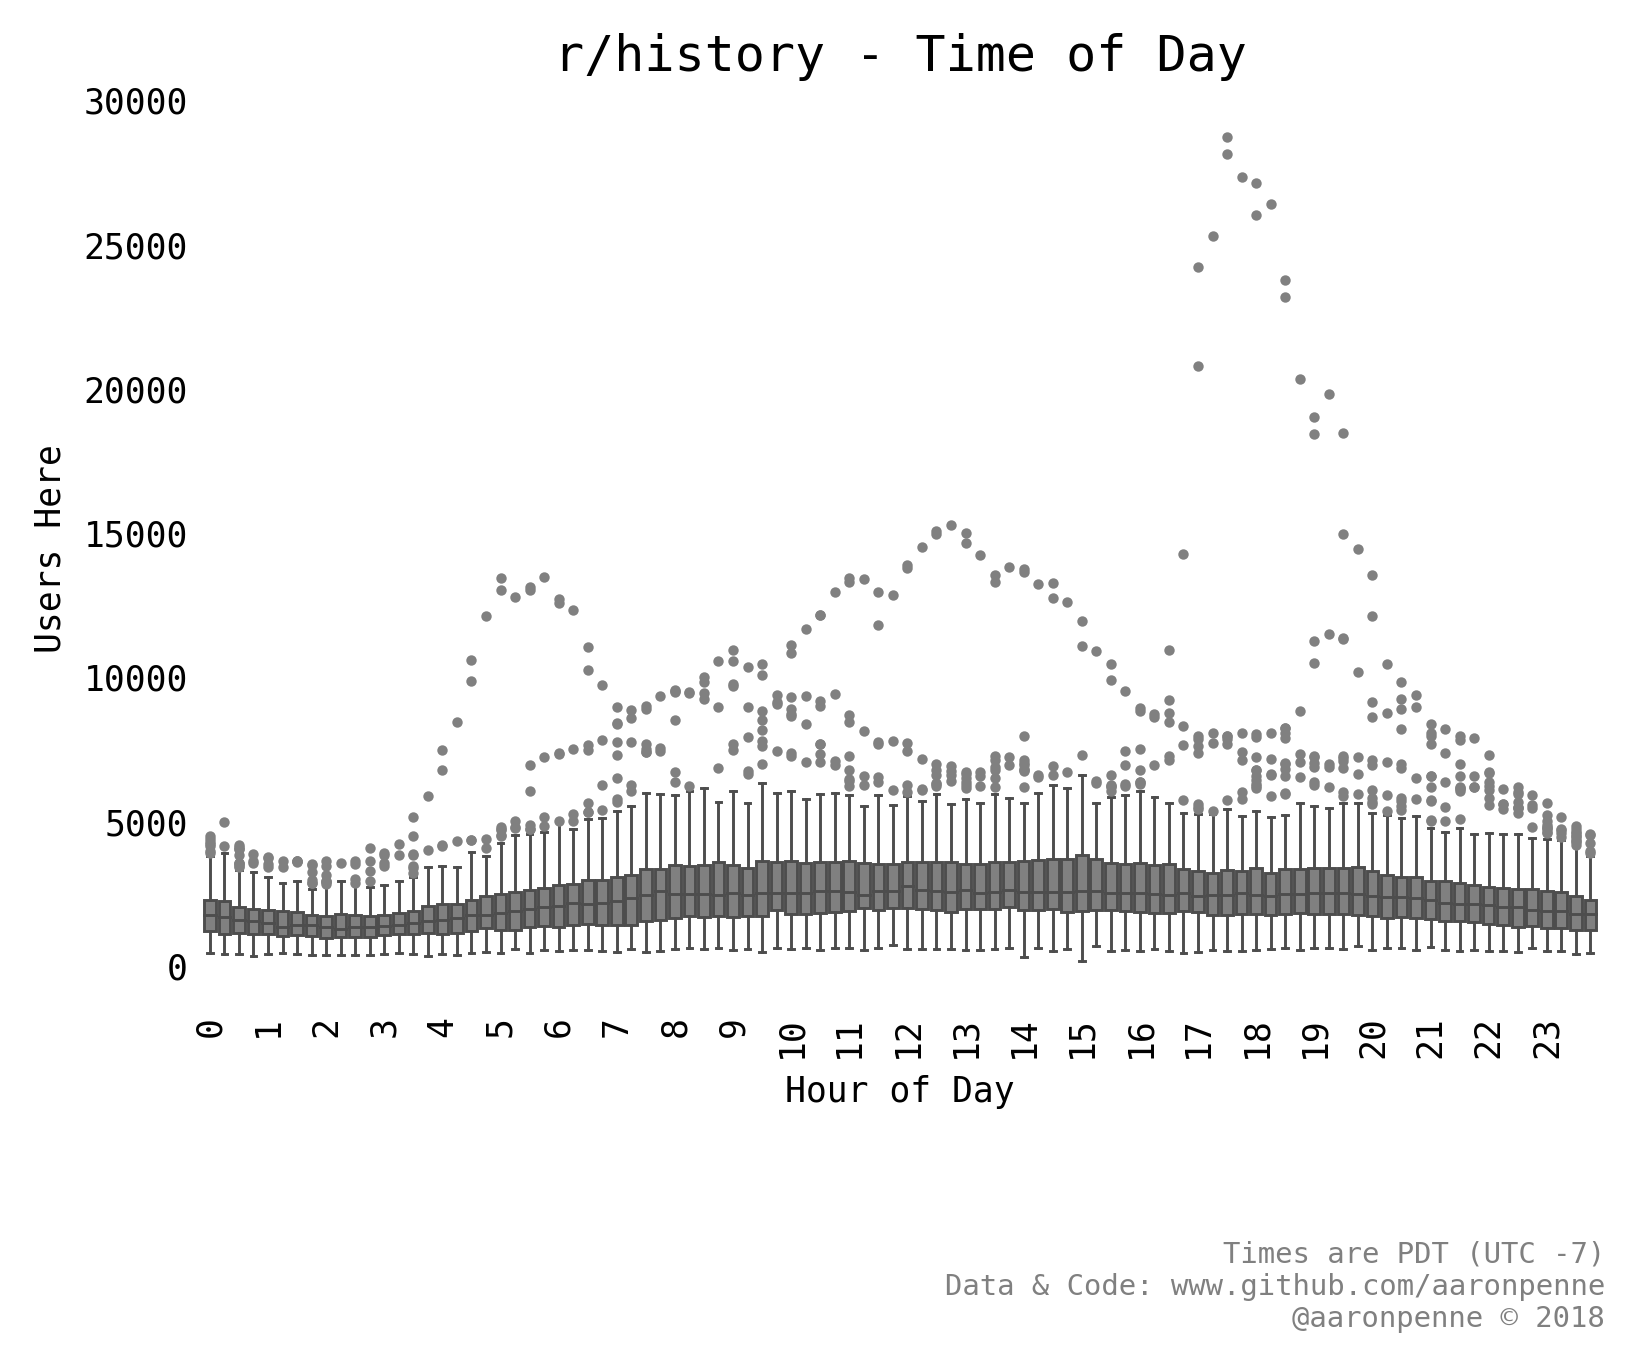 r/history - Time of Day
30000
25000
20000
15000
10000
5000
0
Users Here
0 1 2 3 4 5 6 7 8 9 10 11 12 13 14 15 16 17 18 19 20 21 22 23
Hour of Day
Times are PDT (UTC -7)
Data & Code: www.github.com/aaronpenne
@aaronpenne © 2018